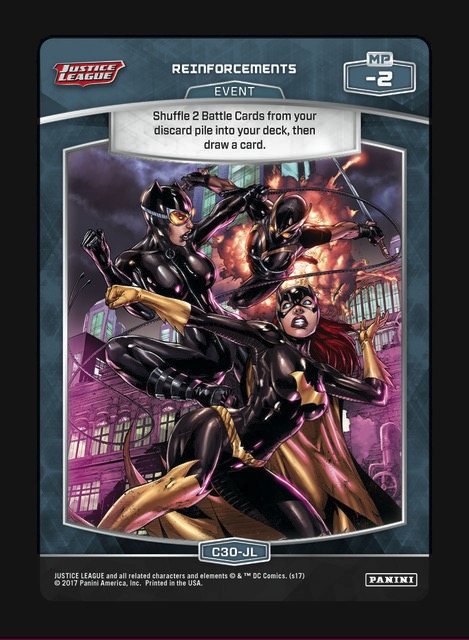 JUSTICE
LEAGUE
REINFORCEMENTS
MP
-2
EVENT
Shuffle 2 Battle Cards from your
discard pile into your deck, then
draw a card.
C30-JL
JUSTICE LEAGUE and all related characters and elements © & ™ DC Comics. (s17)
© 2017 Panini America, Inc. Printed in the USA.
PANINI